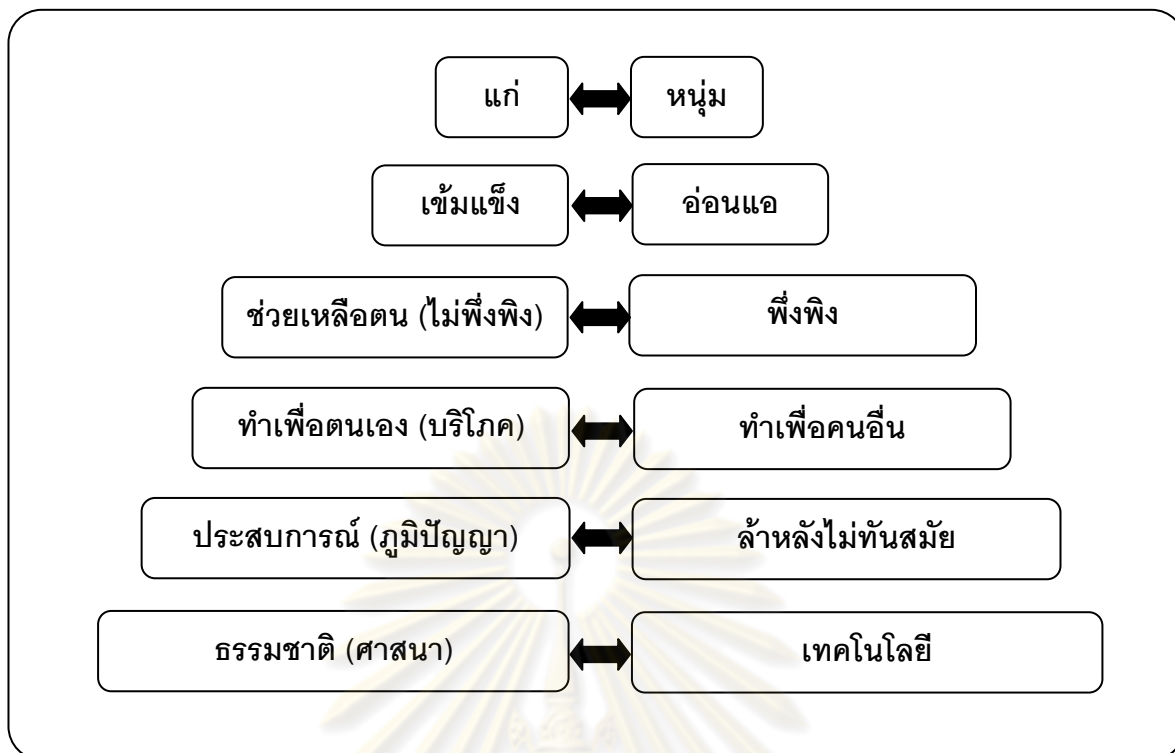 แก่ หนุ่ม
เข้มแข็ง อ่อนแอ
ช่วยเหลือตน (ไม่พึ่งพิง) พึ่งพิง
ทำเพื่อตนเอง (บริโภค) ทำเพื่อคนอื่น
ประสบการณ์ (ภูมิปัญญา) ล้าหลังไม่ทันสมัย
ธรรมชาติ (ศาสนา) เทคโนโลยี